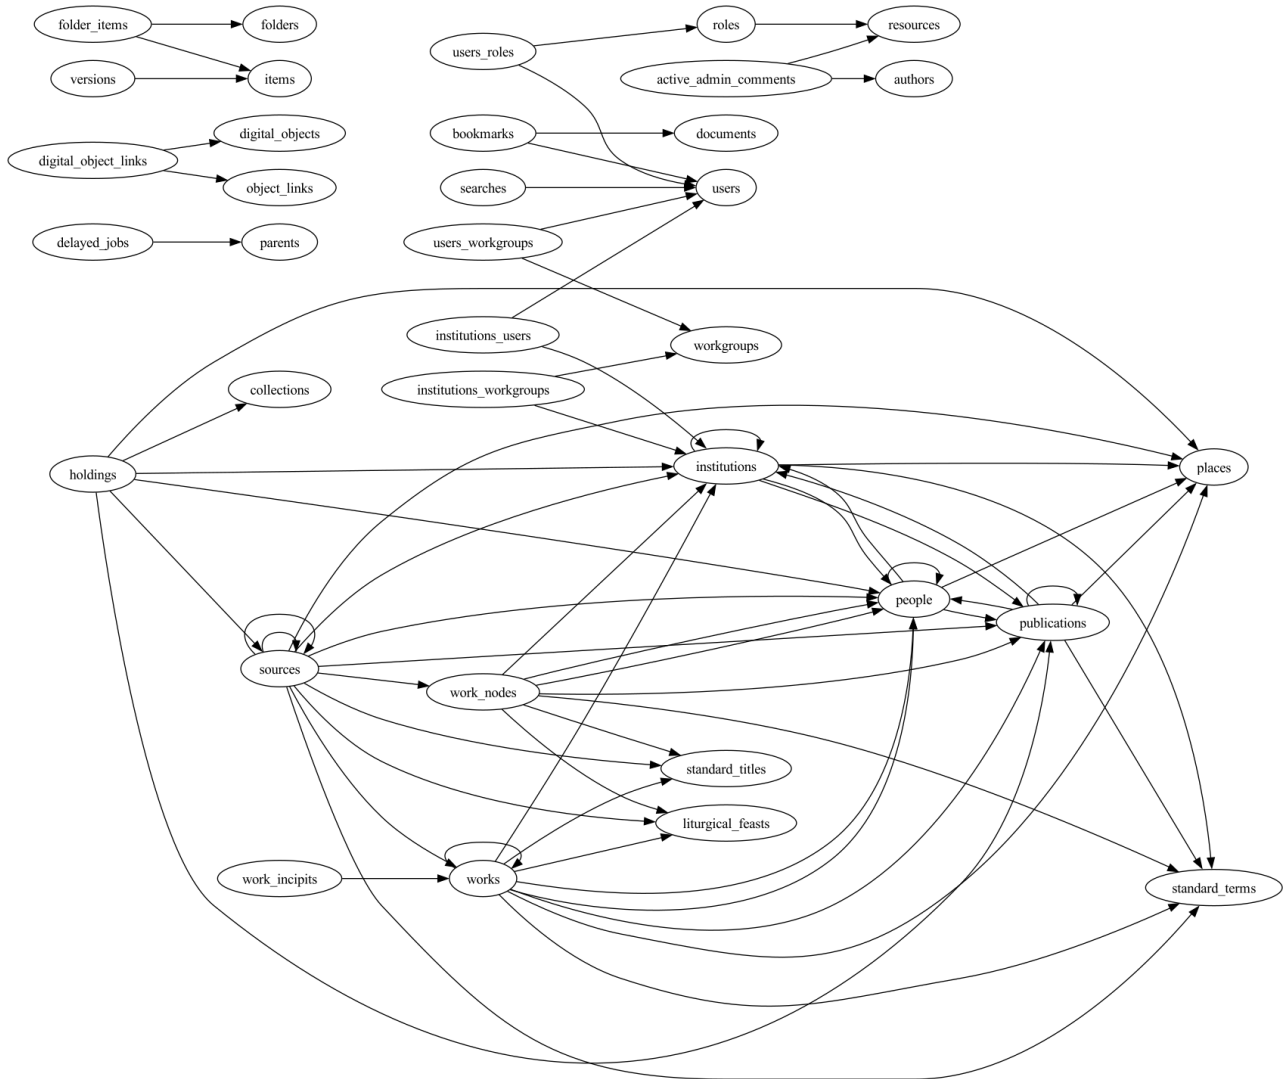 folder_items
folders
users_roles
roles
resources
versions
items
active_admin_comments
authors
digital_object_links
digital_objects
bookmarks
documents
object_links
searches
users
delayed_jobs
parents
users_workgroups
institutions_users
workgroups
collections
institutions_workgroups
holdings
institutions
places
people
publications
sources
work_nodes
standard_titles
liturgical_feasts
work_incipits
works
standard_terms